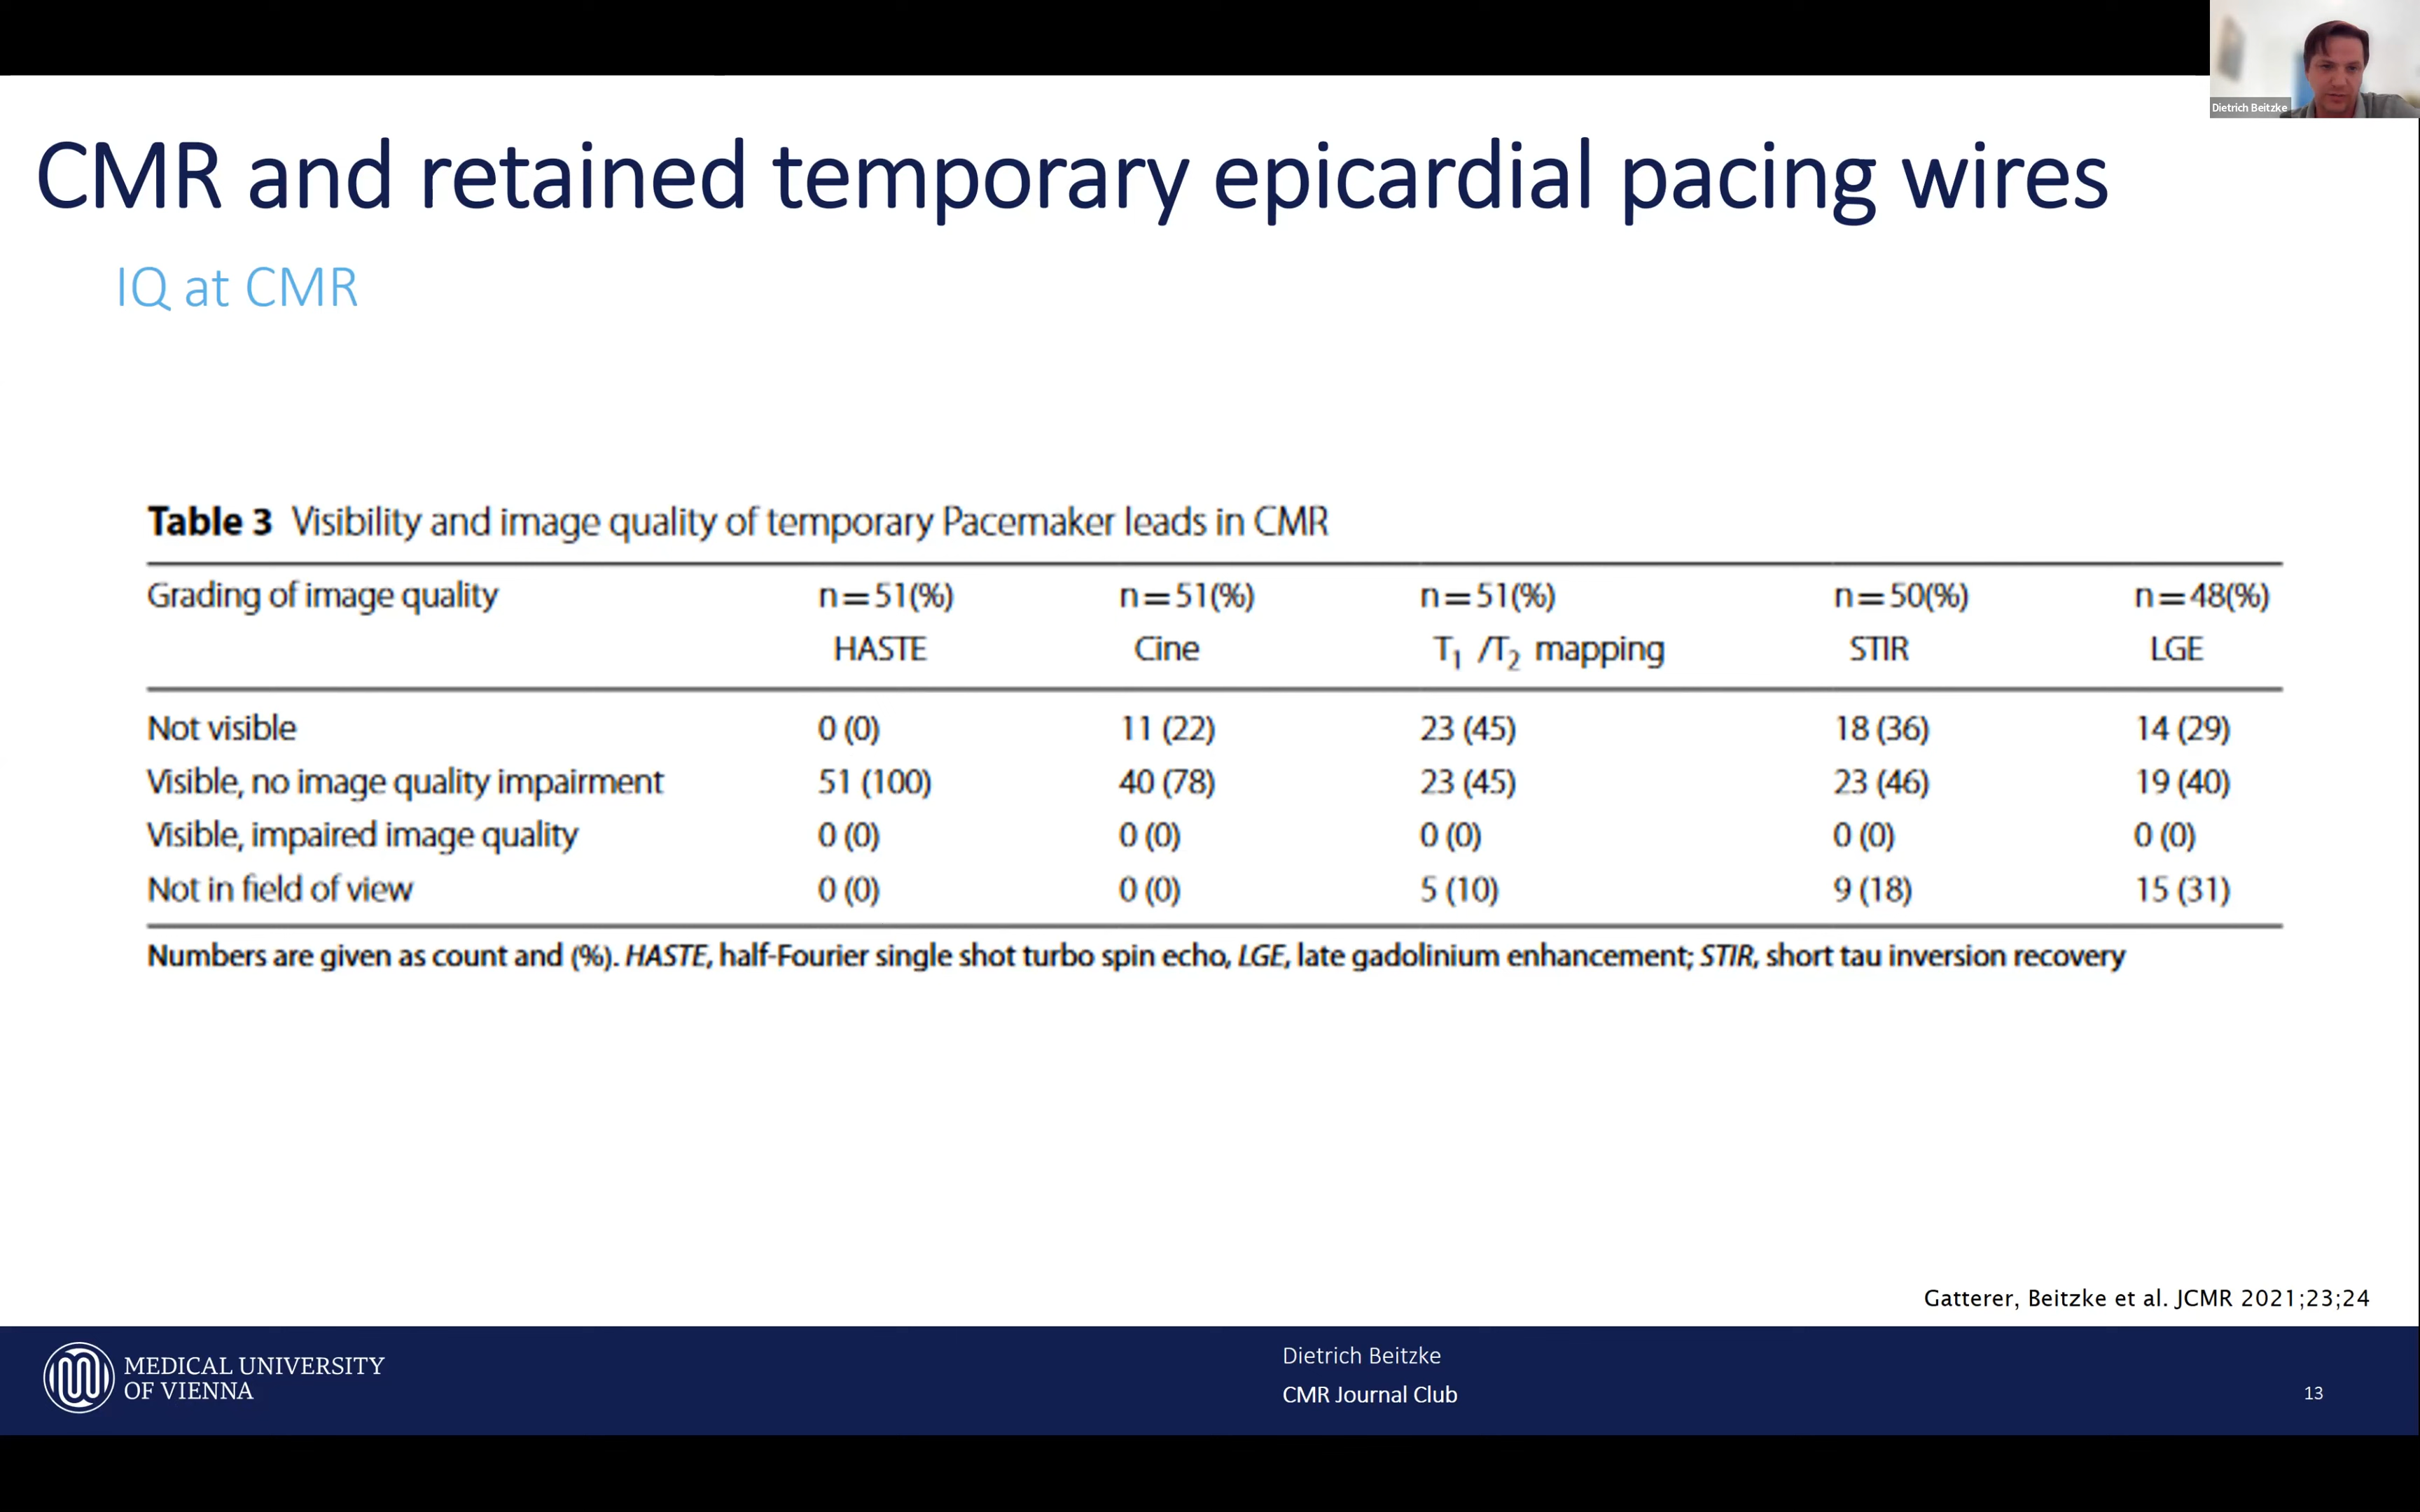 Dietrich Beitzke
CMR and retained temporary epicardial pacing wires
IQ at CMR
Table 3 Visibility and image quality of temporary Pacemaker leads in CMR
Grading of image quality n=51(%) n=51(%) n=51(%) n=50(%) n=48(%)
HASTE Cine T₁ /T₂ mapping STIR LGE
Not visible 0 (0) 11 (22) 23 (45) 18 (36) 14 (29)
Visible, no image quality impairment 51 (100) 40 (78) 23 (45) 23 (46) 19 (40)
Visible, impaired image quality 0 (0) 0 (0) 0 (0) 0 (0) 0 (0)
Not in field of view 0 (0) 0 (0) 5 (10) 9 (18) 15 (31)
Numbers are given as count and (%). HASTE, half-Fourier single shot turbo spin echo, LGE, late gadolinium enhancement; STIR, short tau inversion recovery
Gatterer, Beitzke et al. JCMR 2021;23;24
MEDICAL UNIVERSITY
OF VIENNA
Dietrich Beitzke
CMR Journal Club
13